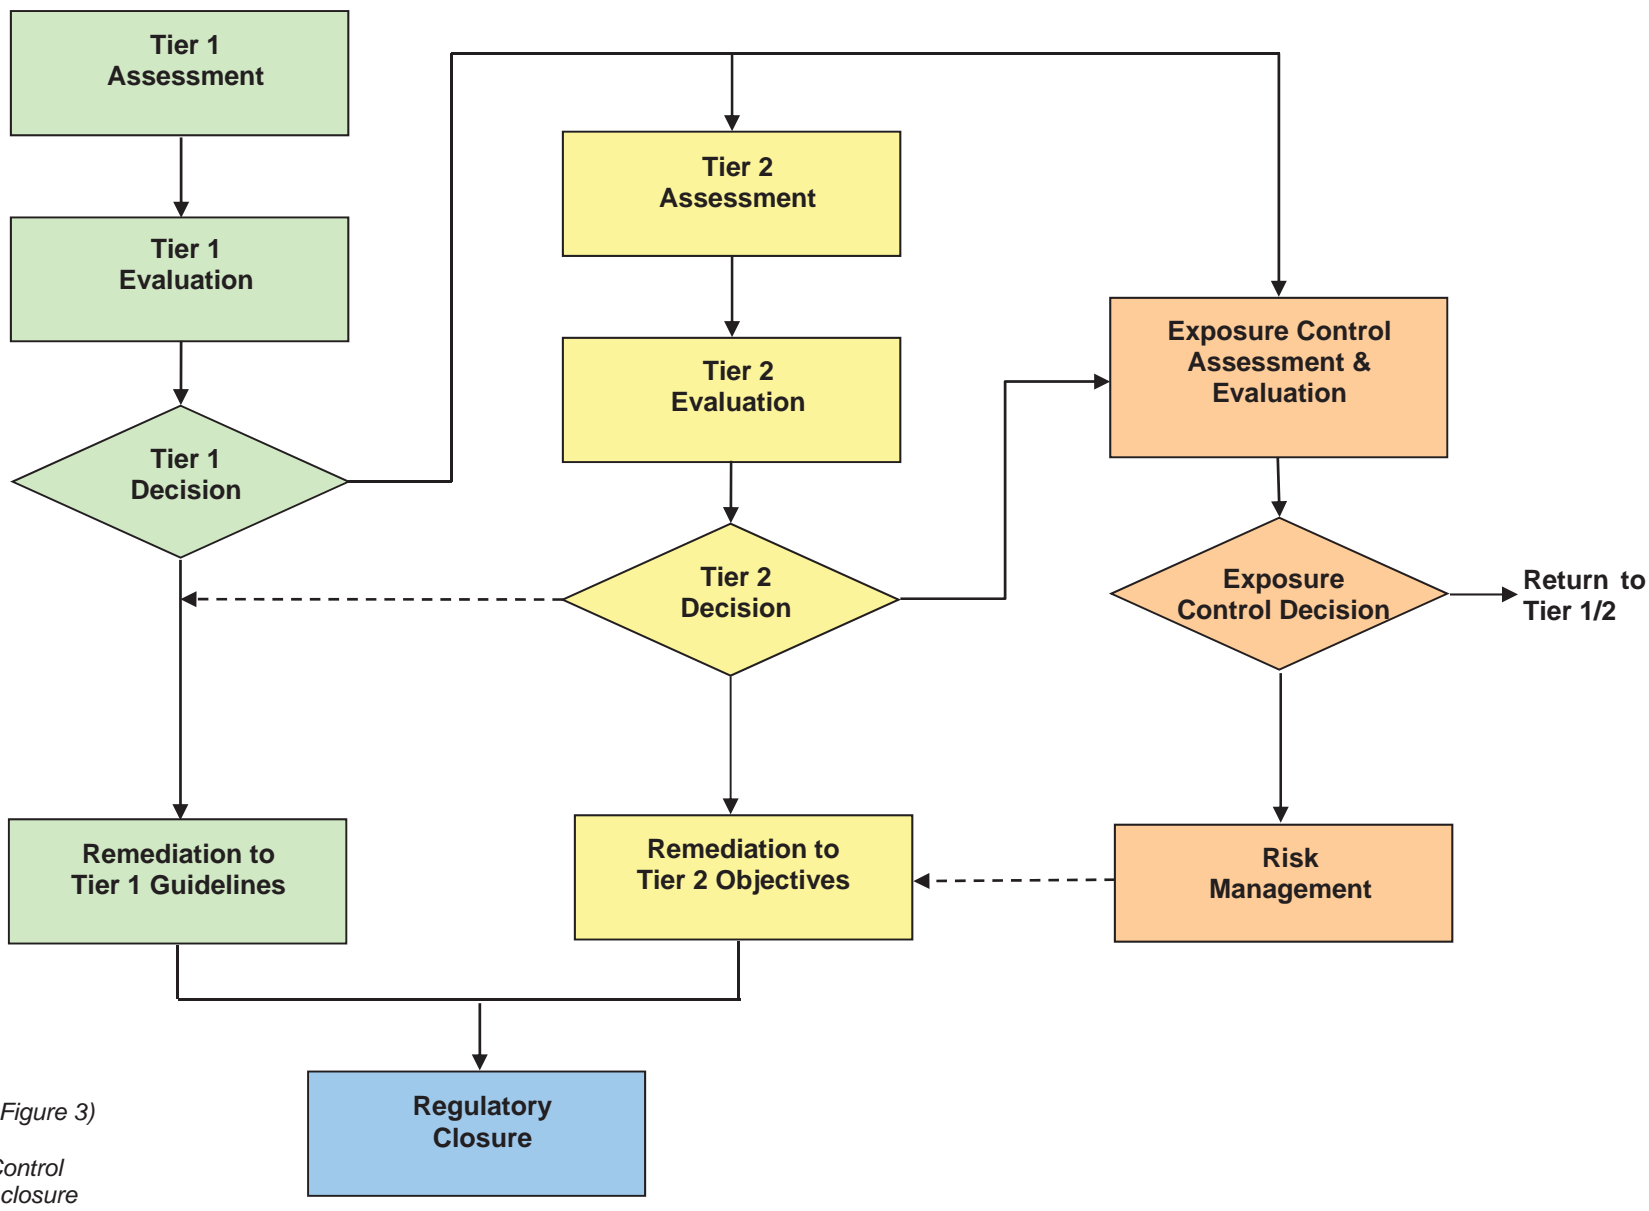 Tier 1
Assessment
Tier 1
Evaluation
Tier 1
Decision
Tier 2
Assessment
Tier 2
Evaluation
Tier 2
Decision
Exposure Control
Assessment &
Evaluation
Exposure
Control Decision
Return to
Tier 1/2
Remediation to
Tier 1 Guidelines
Remediation to
Tier 2 Objectives
Risk
Management
Regulatory
Closure
Figure 3)
Control
closure